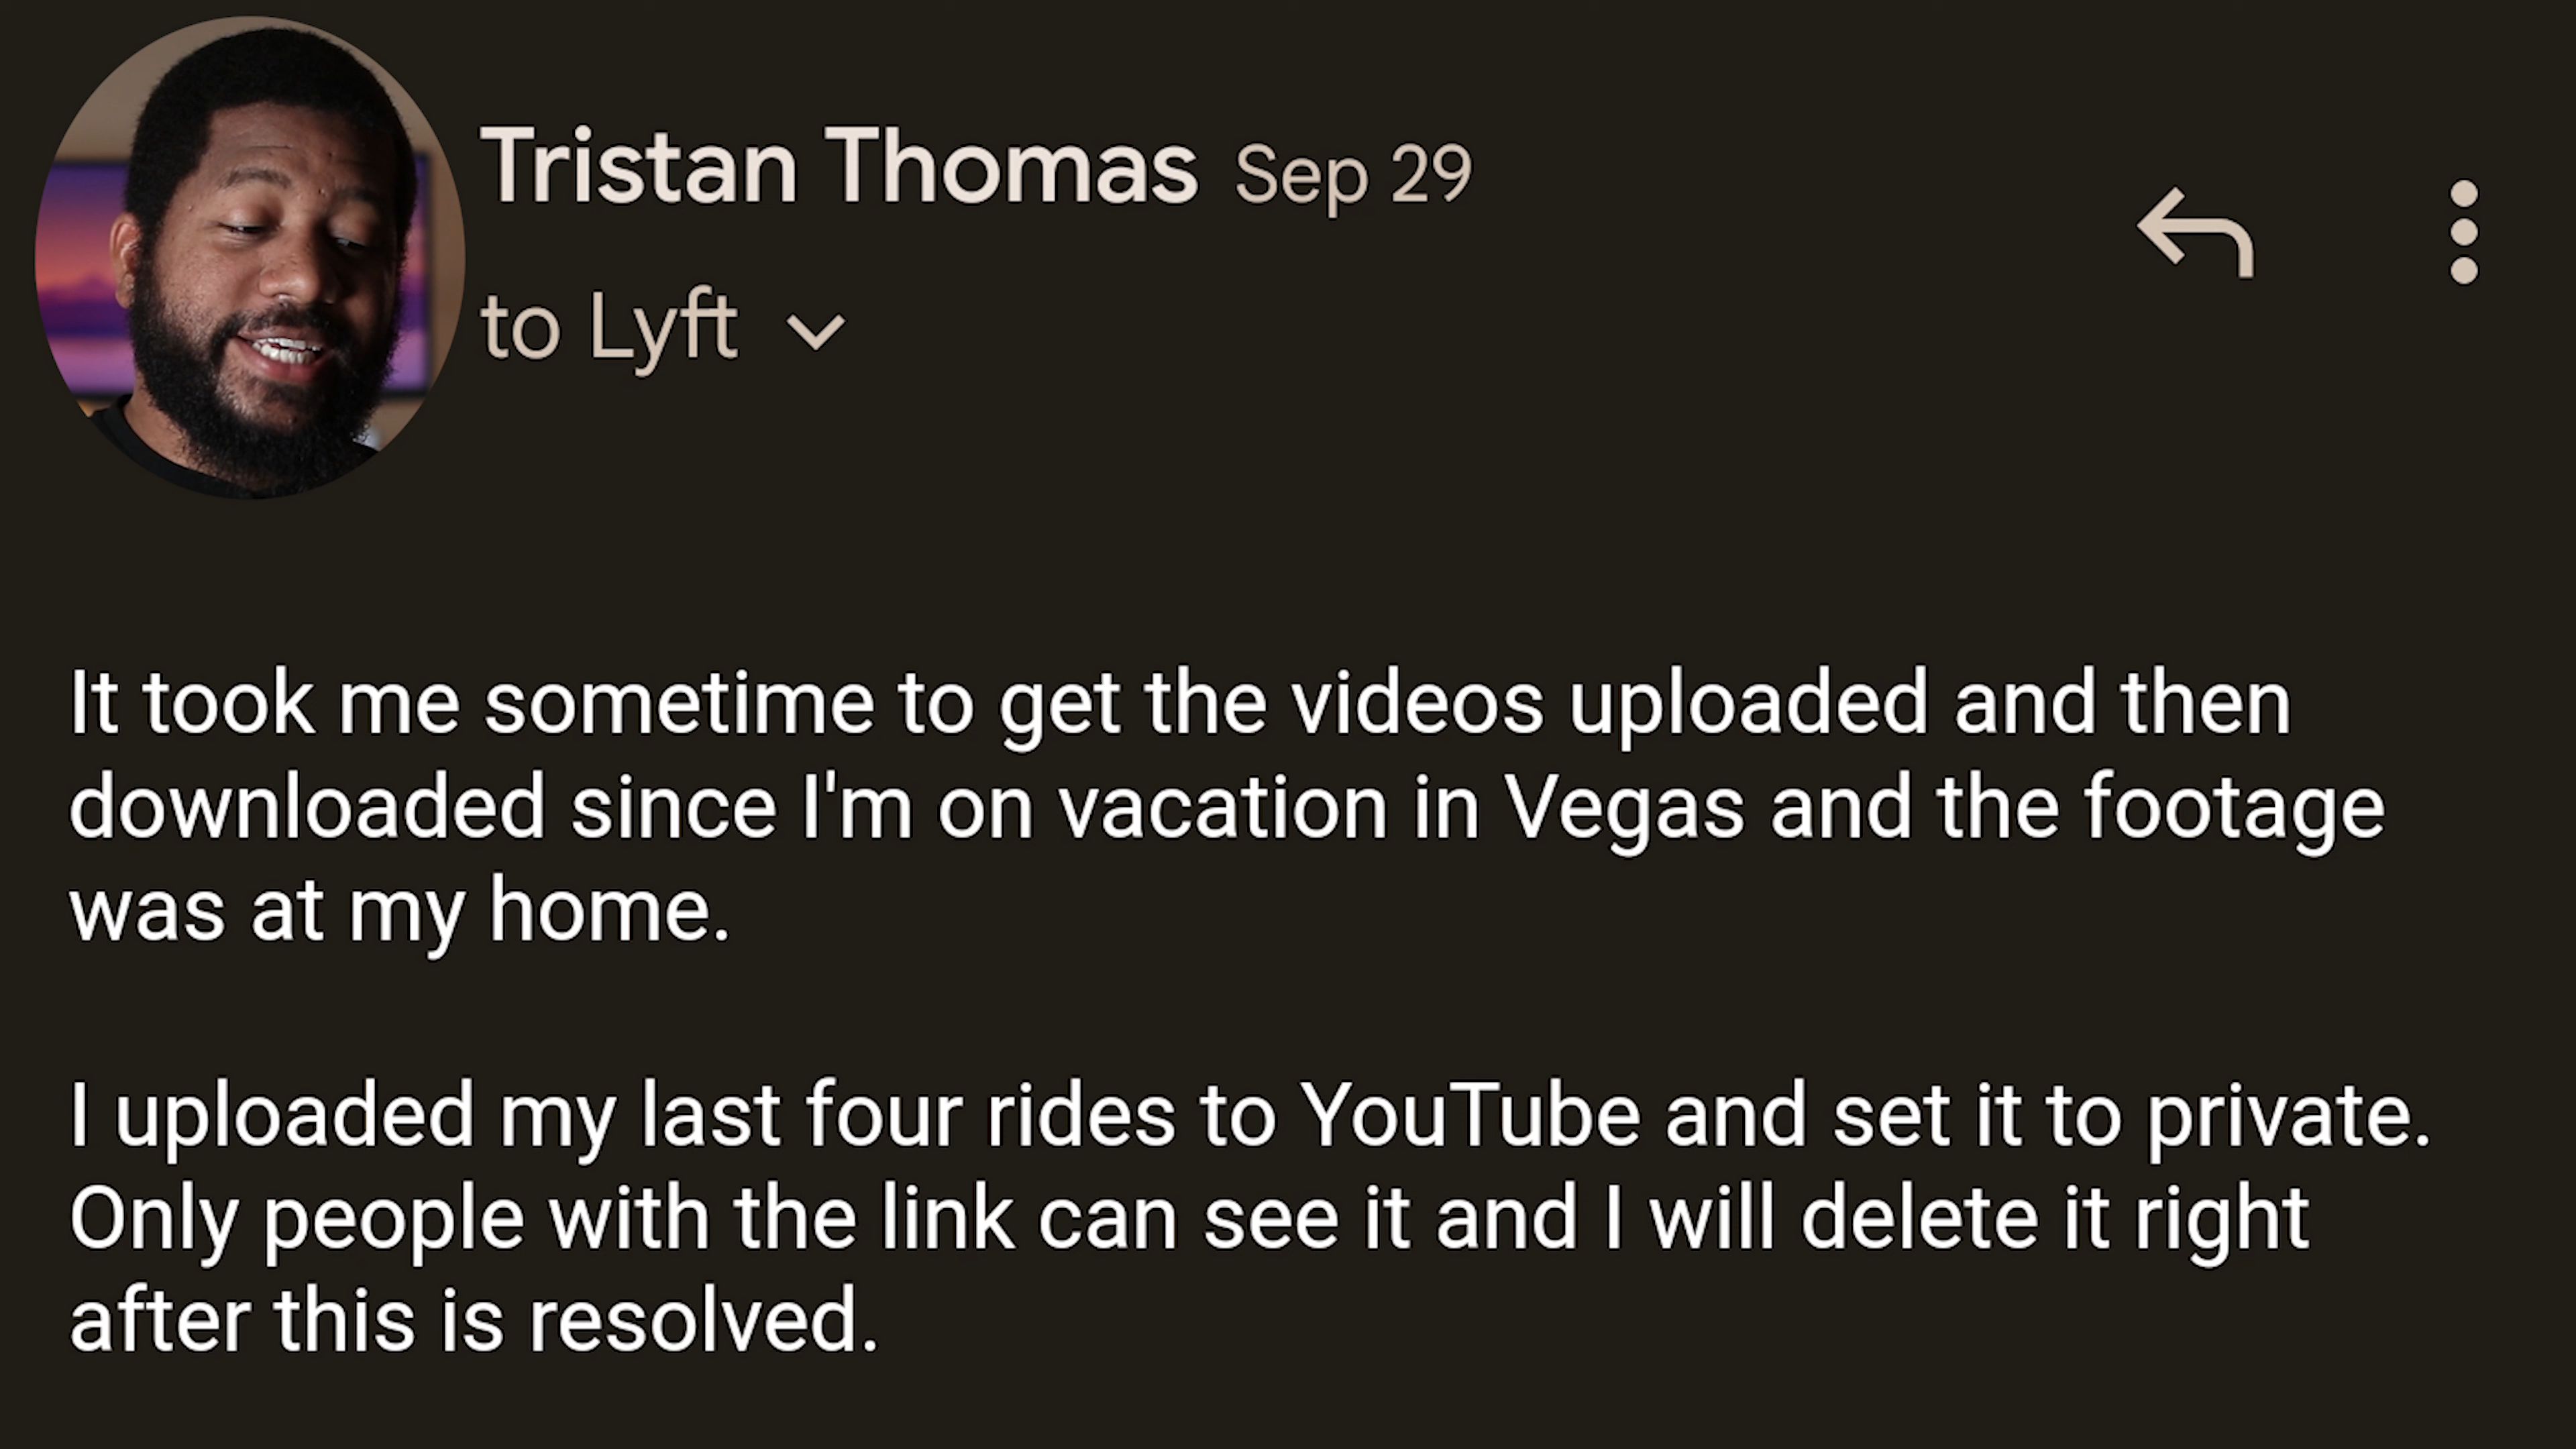 Tristan Thomas Sep 29
to Lyft
It took me sometime to get the videos uploaded and then
downloaded since I'm on vacation in Vegas and the footage
was at my home.
I uploaded my last four rides to YouTube and set it to private.
Only people with the link can see it and I will delete it right
after this is resolved.